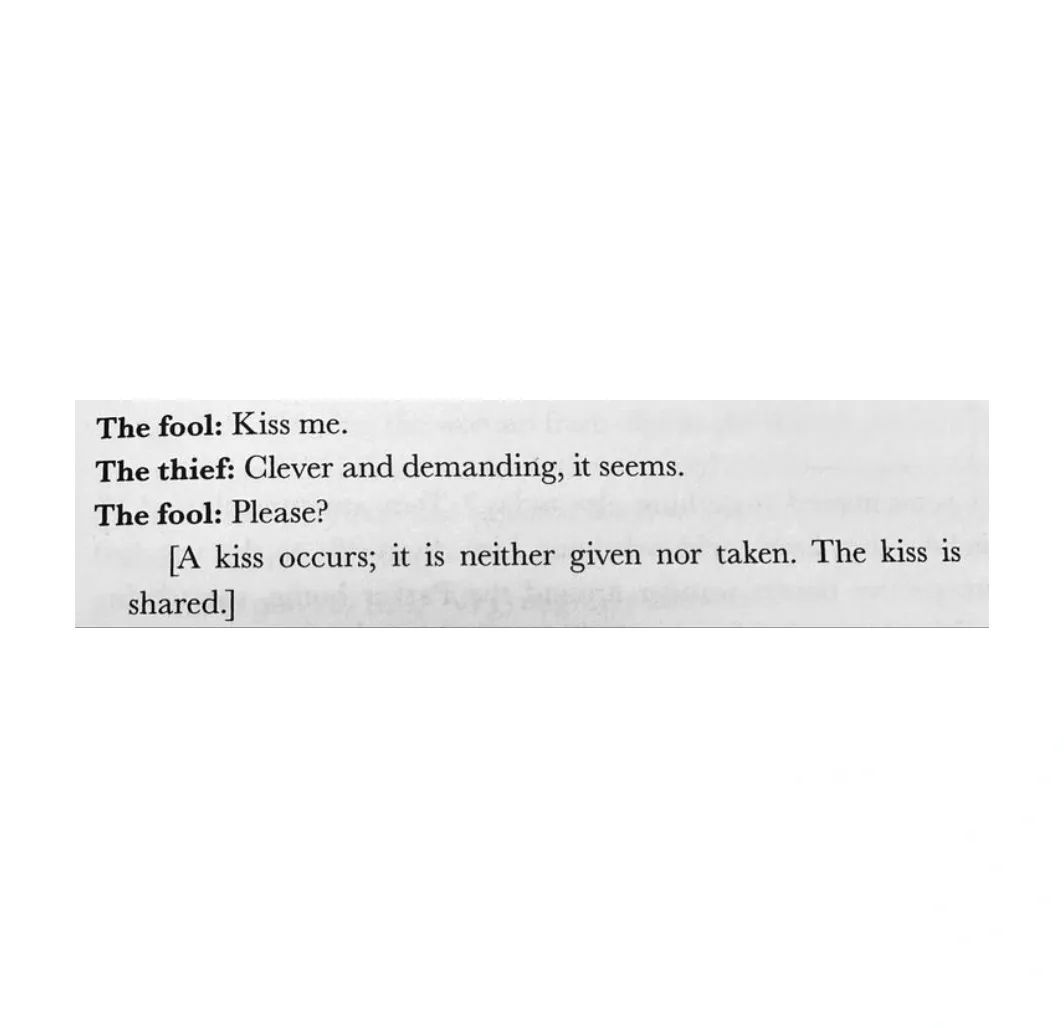 The fool: Kiss me.
The thief: Clever and demanding, it seems.
The fool: Please?
[A kiss occurs; it is neither given nor taken. The kiss is
shared.]